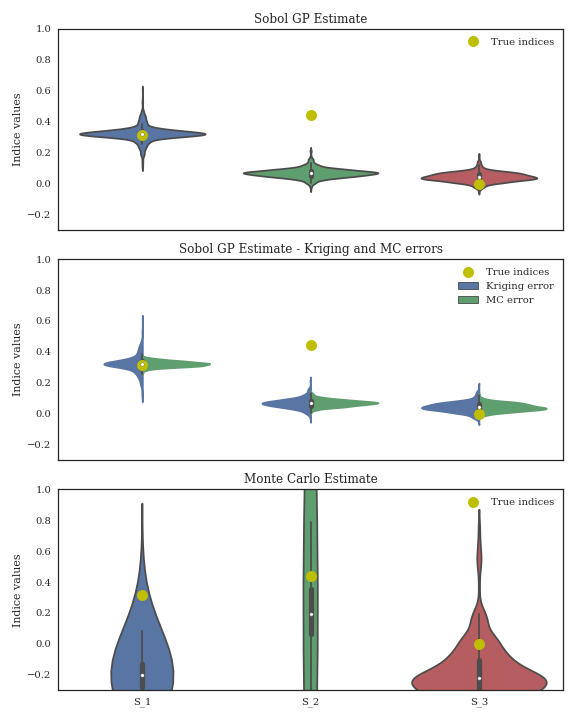 Sobol GP Estimate
1.0
0.8
0.6
0.4
0.2
0.0
−0.2
Indice values
True indices
Sobol GP Estimate - Kriging and MC errors
1.0
0.8
0.6
0.4
0.2
0.0
−0.2
Indice values
True indices
Kriging error
MC error
Monte Carlo Estimate
1.0
0.8
0.6
0.4
0.2
0.0
−0.2
Indice values
True indices
S_1 S_2 S_3